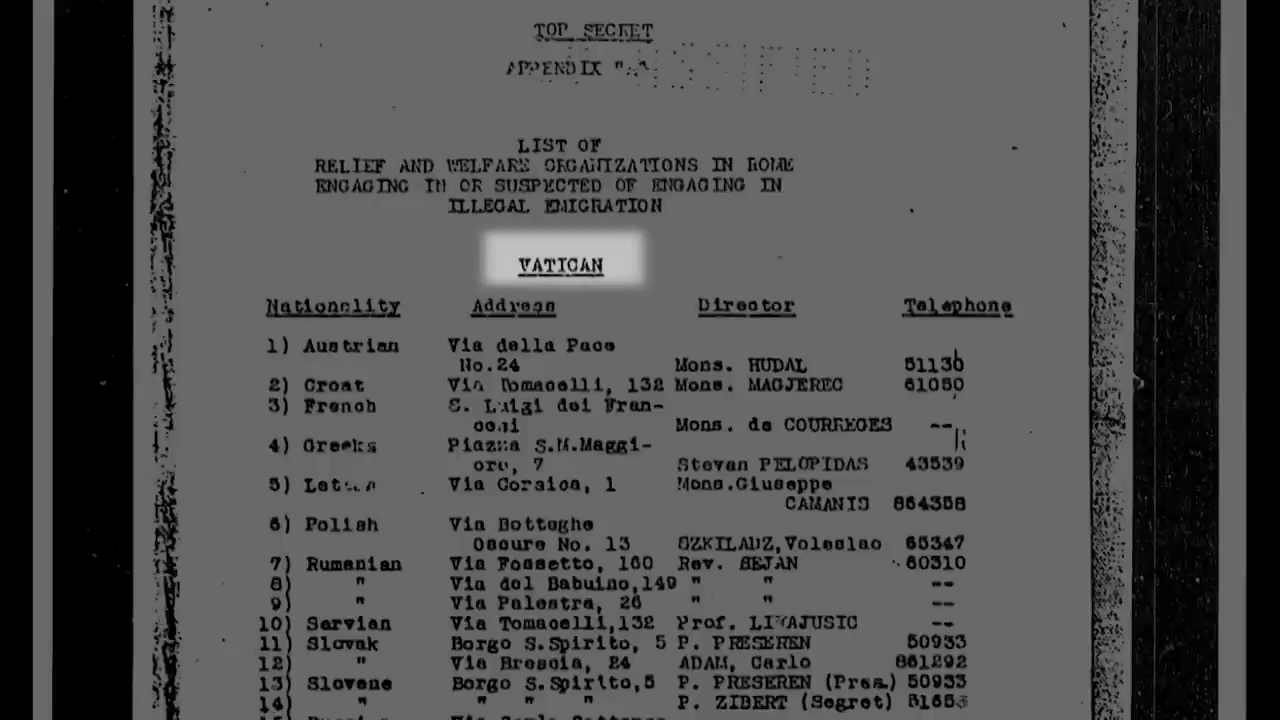 TOP SECRET
APPENDIX "A"
LIST OF
RELIEF AND WELFARE ORGANIZATIONS IN ROME
ENGAGING IN OR SUSPECTED OF ENGAGING IN
ILLEGAL EMIGRATION
VATICAN
Nationality Address Director Telephone
1) Austrian Via della Pace
No.24 Mons. HUDAL 51130
2) Croat Via Tomacelli, 132 Mons. MAGJEREC 61050
3) French S. Luigi dei Fran-
cesi Mons. de COURREGES --
4) Greeks Piazza S.M.Maggi-
ore, 7 Stevan PELOPIDAS 43539
5) Via Corsica, 1 Mons.Giuseppe
CAMANIS 864358
6) Polish Via Botteghe
Oscure No. 13 SZKILADZ,Voleslao 65347
7) Rumanian Via Fossetto, 160 Rev. BEJAN 60310
8) " Via del Babuino,149 " " --
9) " Via Palestra, 26 " " --
10) Servian Via Tomacelli,132 Prof. --
11) Slovak Borgo S.Spirito, 5 P. PRESEREN 50933
12) " Via Brescia, 24 ADAM, Carlo 861292
13) Slovene Borgo S.Spirito,5 P. PRESEREN (Pres.) 50933
14) " " " " P. ZIBERT (Segret)